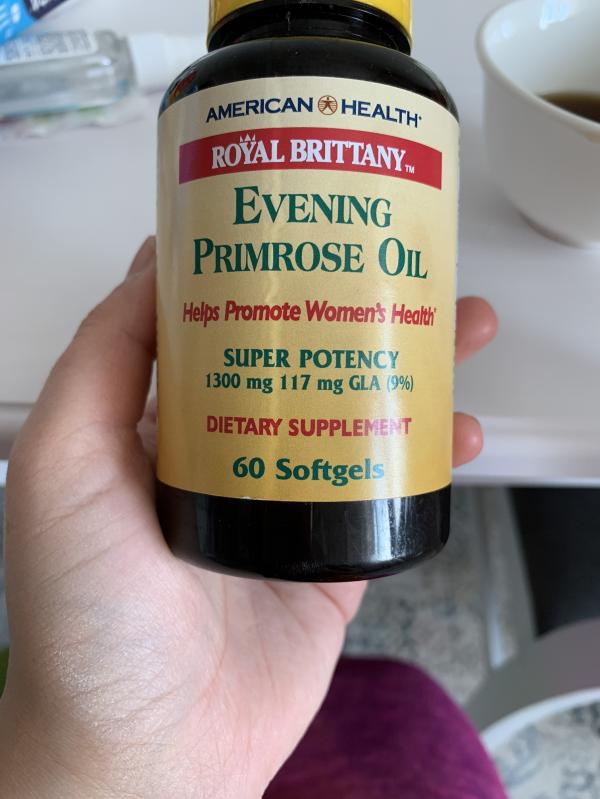 AMERICAN HEALTH®
ROYAL BRITTANY™
EVENING
PRIMROSE OIL
Helps Promote Women's Health*
SUPER POTENCY
1300 mg 117 mg GLA (9%)
DIETARY SUPPLEMENT
60 Softgels